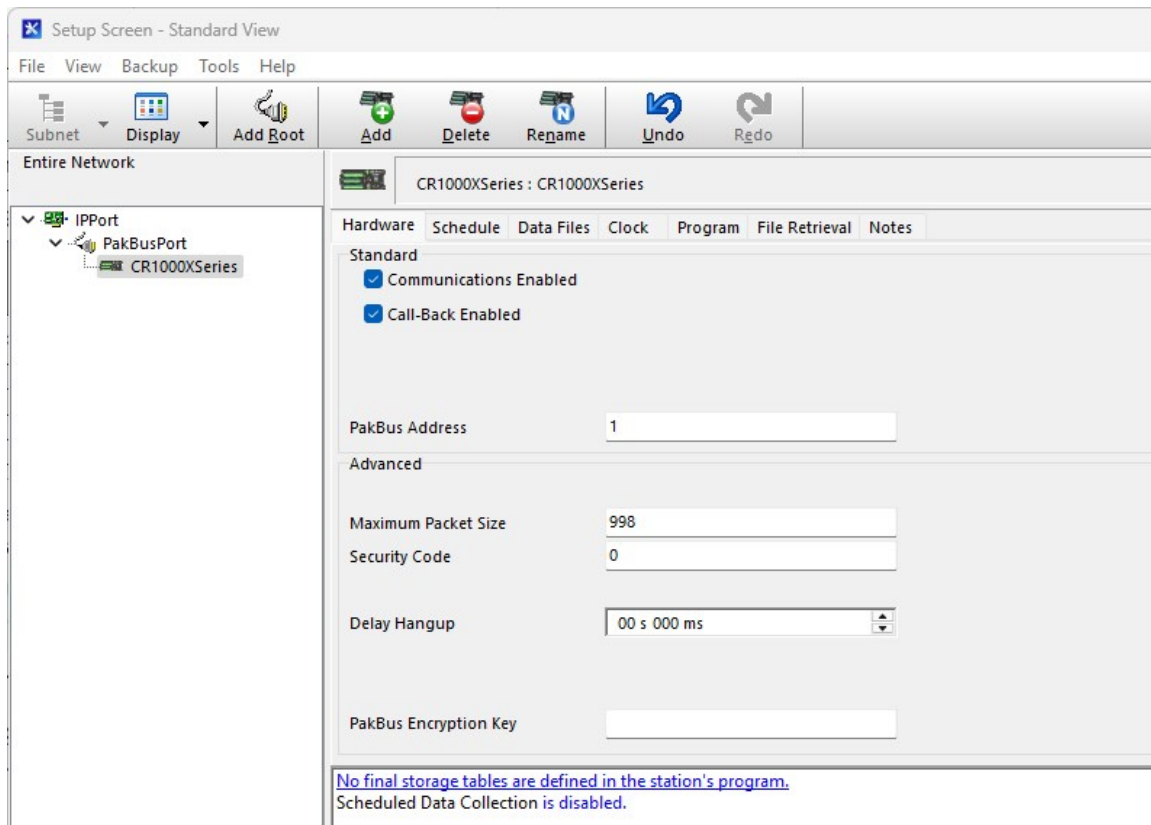 Setup Screen - Standard View
File View Backup Tools Help
Subnet Display Add Root Add Delete Rename Undo Redo
Entire Network
CR1000XSeries : CR1000XSeries
IPPort
PakBusPort
CR1000XSeries
Hardware Schedule Data Files Clock Program File Retrieval Notes
Standard
Communications Enabled
Call-Back Enabled
PakBus Address 1
Advanced
Maximum Packet Size 998
Security Code 0
Delay Hangup 00 s 000 ms
PakBus Encryption Key
No final storage tables are defined in the station's program.
Scheduled Data Collection is disabled.